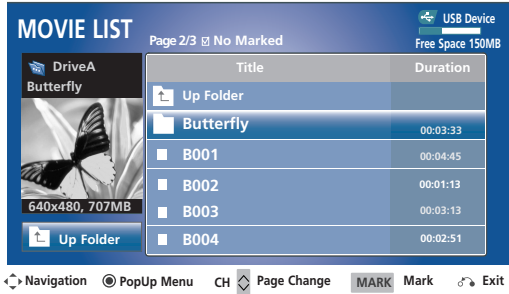 MOVIE LIST
Page 2/3 ☑ No Marked
USB Device
Free Space 150MB
DriveA
Butterfly
640x480, 707MB
Up Folder
Title Duration
Up Folder
Butterfly 00:03:33
B001 00:04:45
B002 00:01:13
B003 00:03:13
B004 00:02:51
Navigation PopUp Menu CH Page Change MARK Mark Exit